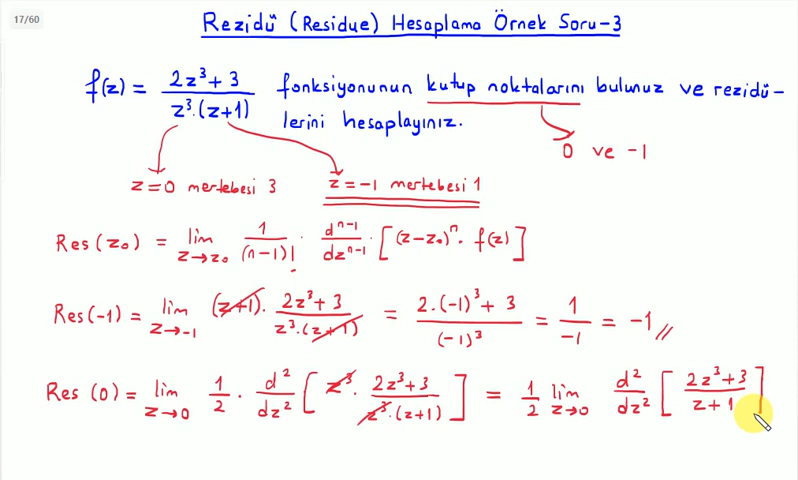 17/60
Rezidü (Residue) Hesaplama Örnek Soru-3
f(z) = (2z³+3)/(z³.(z+1)) fonksiyonunun kutup noktalarını bulunuz ve rezidü-
lerini hesaplayınız.
0 ve -1
z=0 mertebesi 3 z=-1 mertebesi 1
Res(z₀) = lim z→z₀ 1/(n-1)! . dⁿ⁻¹/dzⁿ⁻¹ . [(z-z₀)ⁿ. f(z)]
Res(-1) = lim z→-1 (z+1) . (2z³+3)/(z³.(z+1)) = (2.(-1)³+3)/(-1)³ = 1/-1 = -1 //
Res (0) = lim z→0 1/2 . d²/dz² [z³ . (2z³+3)/(z³.(z+1))] = 1/2 lim z→0 d²/dz² [(2z³+3)/(z+1)]